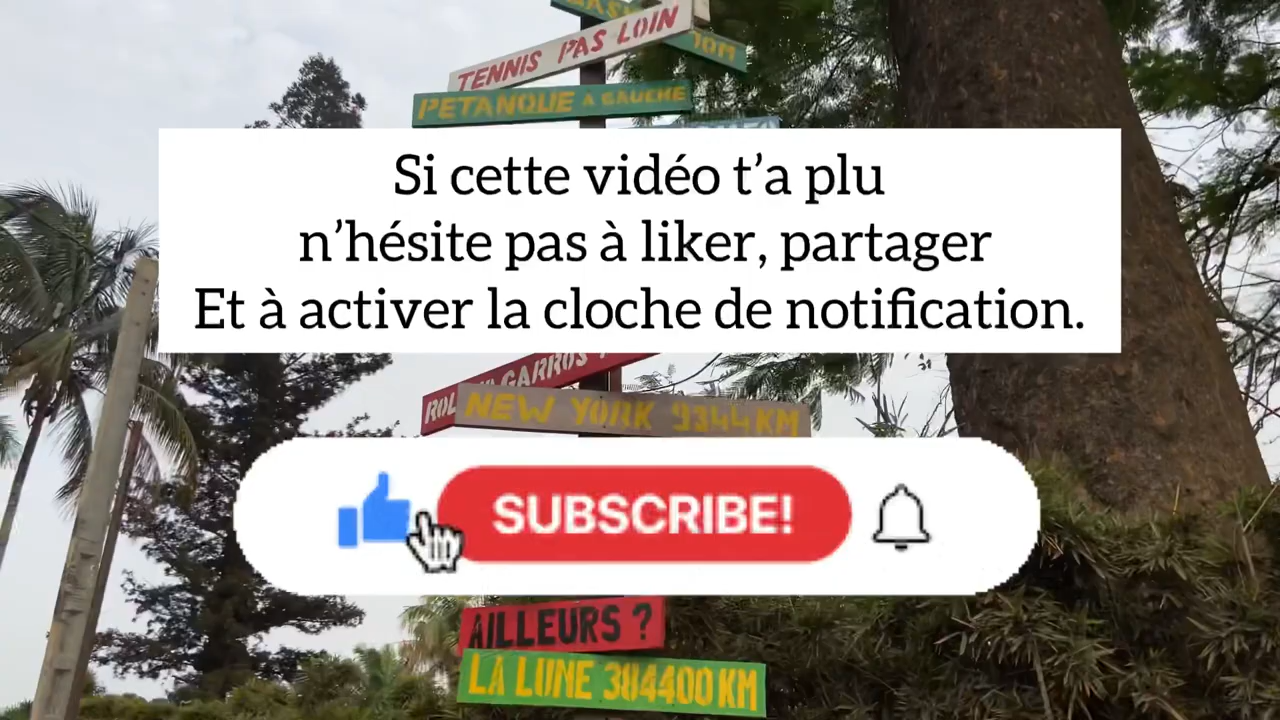 TENNIS PAS LOIN
PETANQUE A GAUCHE
Si cette vidéo t’a plu
n’hésite pas à liker, partager
Et à activer la cloche de notification.
GARROS
NEW YORK 9344 KM
SUBSCRIBE!
AILLEURS ?
LA LUNE 384400 KM